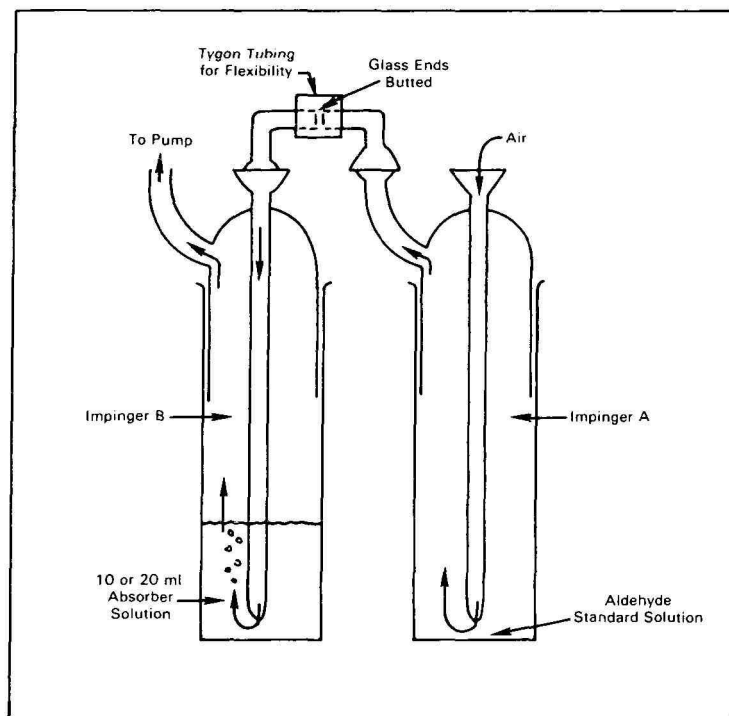 Tygon Tubing
for Flexibility
Glass Ends
Butted
To Pump
Air
Impinger B
Impinger A
10 or 20 ml
Absorber
Solution
Aldehyde
Standard Solution